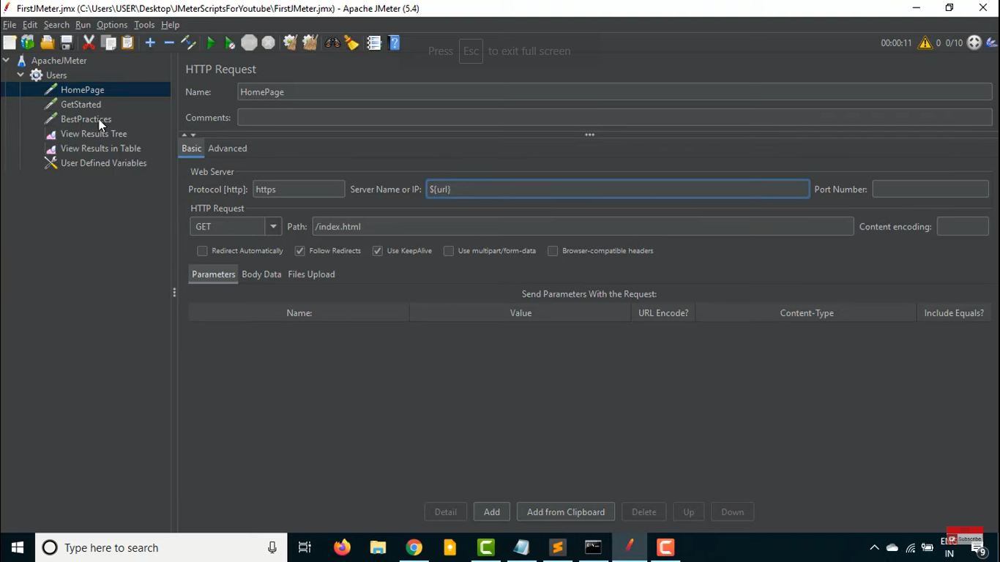 FirstJMeter.jmx (C:\Users\USER\Desktop\JMeterScriptsForYoutube\FirstJMeter.jmx) - Apache JMeter (5.4)
File Edit Search Run Options Tools Help
00:00:11 0 0/10
Press Esc to exit full screen
ApacheJMeter
Users
HomePage
GetStarted
BestPractices
View Results Tree
View Results in Table
User Defined Variables
HTTP Request
Name: HomePage
Comments:
Basic Advanced
Web Server
Protocol [http]: https Server Name or IP: ${url} Port Number:
HTTP Request
GET Path: /index.html Content encoding:
Redirect Automatically Follow Redirects Use KeepAlive Use multipart/form-data Browser-compatible headers
Parameters Body Data Files Upload
Send Parameters With the Request:
Name: Value URL Encode? Content-Type Include Equals?
Detail Add Add from Clipboard Delete Up Down
Subscribe
Type here to search
IN
9